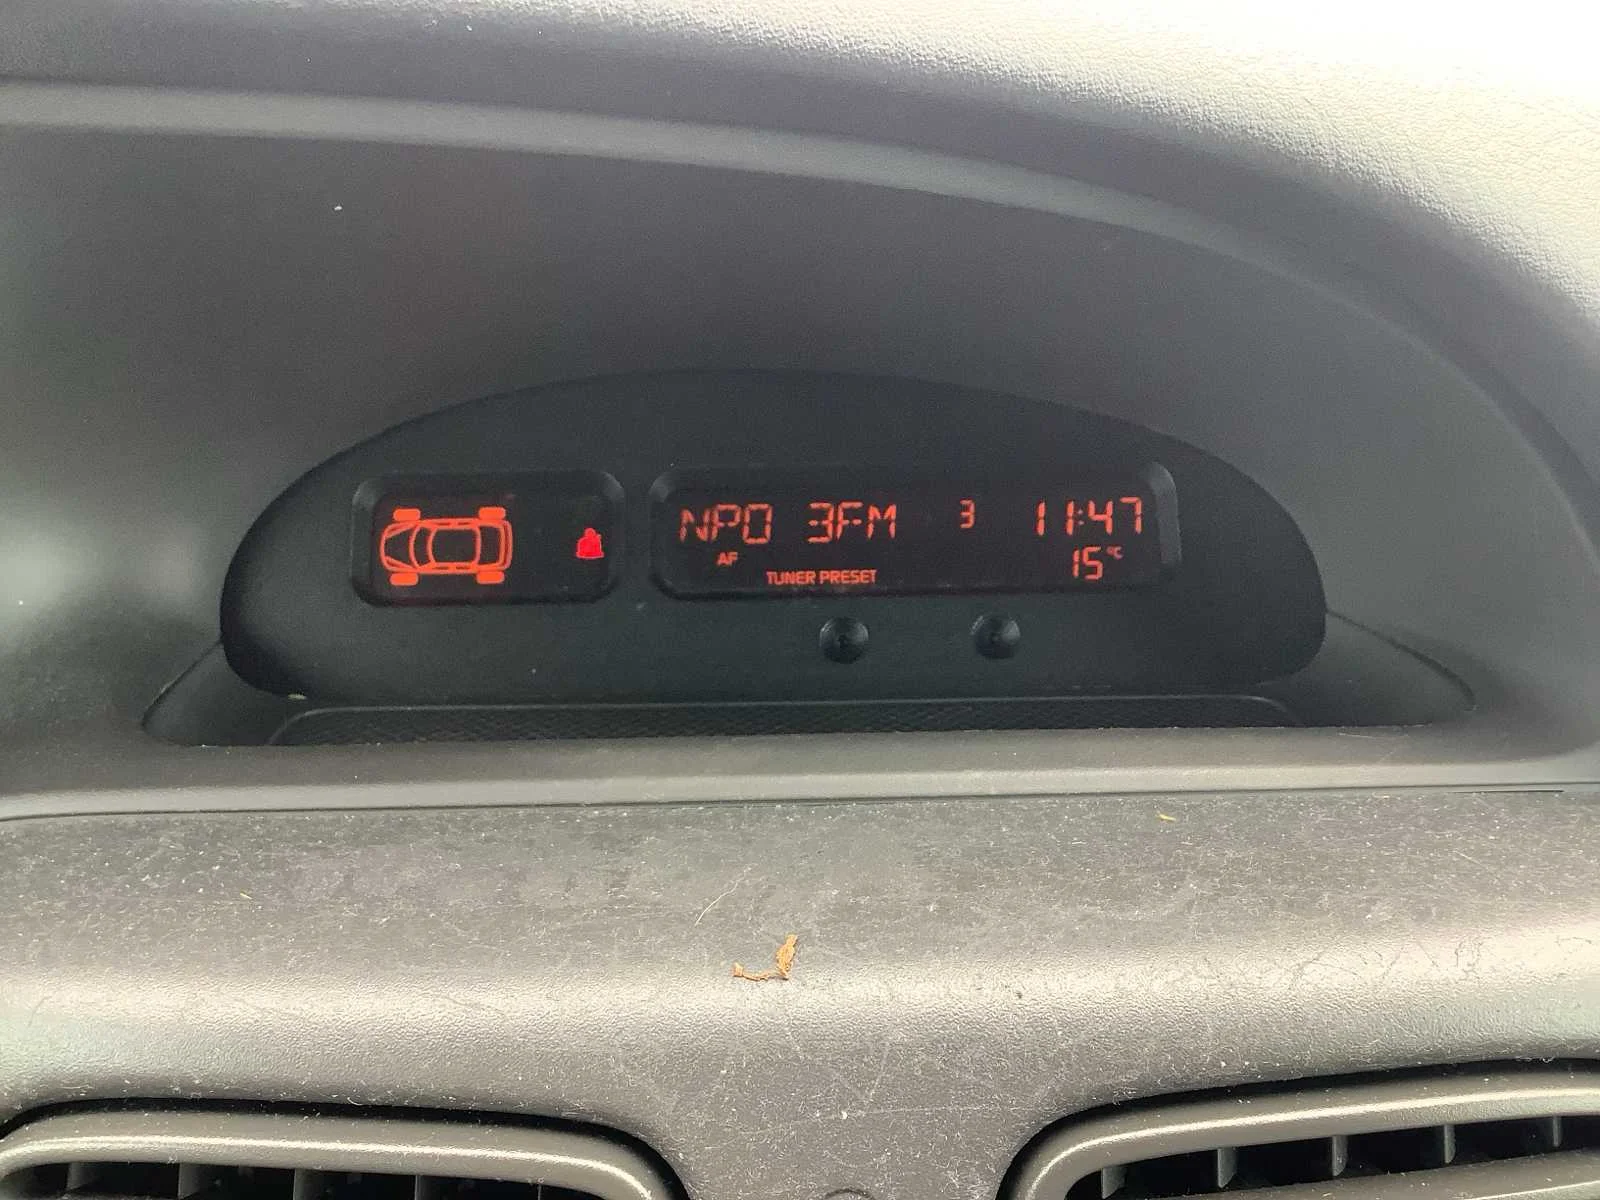 NPO 3FM 3 11:47
AF 15°C
TUNER PRESET